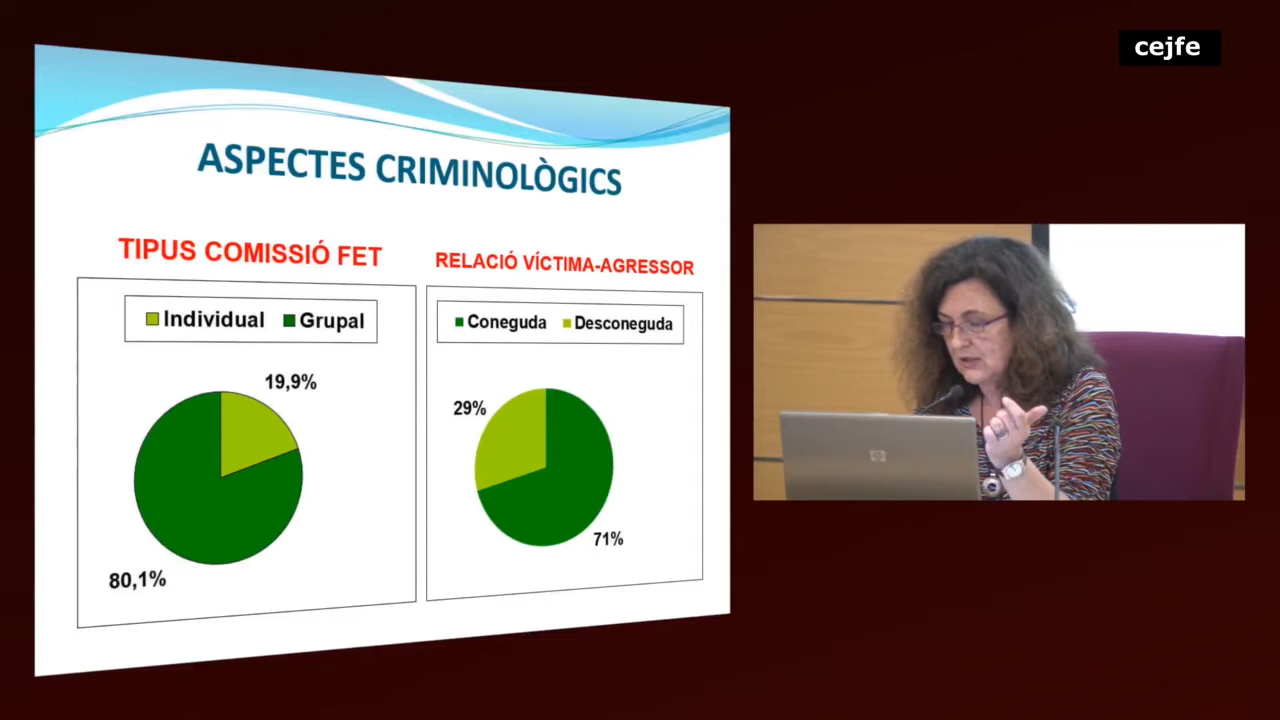 cejfe
ASPECTES CRIMINOLÒGICS
TIPUS COMISSIÓ FET
Individual Grupal
19,9%
80,1%
RELACIÓ VÍCTIMA-AGRESSOR
Coneguda Desconeguda
29%
71%